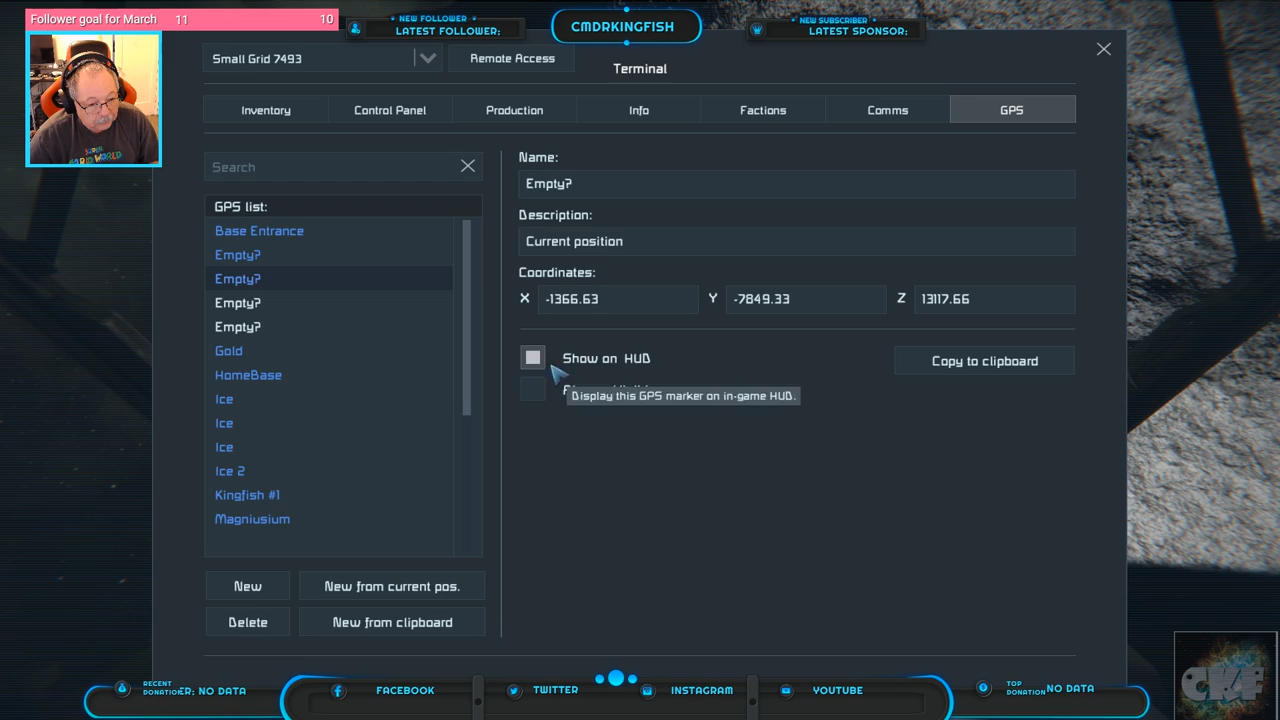 Follower goal for March 11 10
NEW FOLLOWER
LATEST FOLLOWER:
CMDRKINGFISH
NEW SUBSCRIBER
LATEST SPONSOR:
Small Grid 7493
Remote Access
Terminal
Inventory
Control Panel
Production
Info
Factions
Comms
GPS
Search
GPS list:
Base Entrance
Empty?
Empty?
Empty?
Empty?
Gold
HomeBase
Ice
Ice
Ice
Ice 2
Kingfish #1
Magniusium
New
New from current pos.
Delete
New from clipboard
Name:
Empty?
Description:
Current position
Coordinates:
X -1366.63 Y -7849.33 Z 13117.66
Show on HUD
Copy to clipboard
Display this GPS marker on in-game HUD.
RECENT
DONATION
ER: NO DATA
FACEBOOK
TWITTER
INSTAGRAM
YOUTUBE
TOP
DONATION
NO DATA
CKF